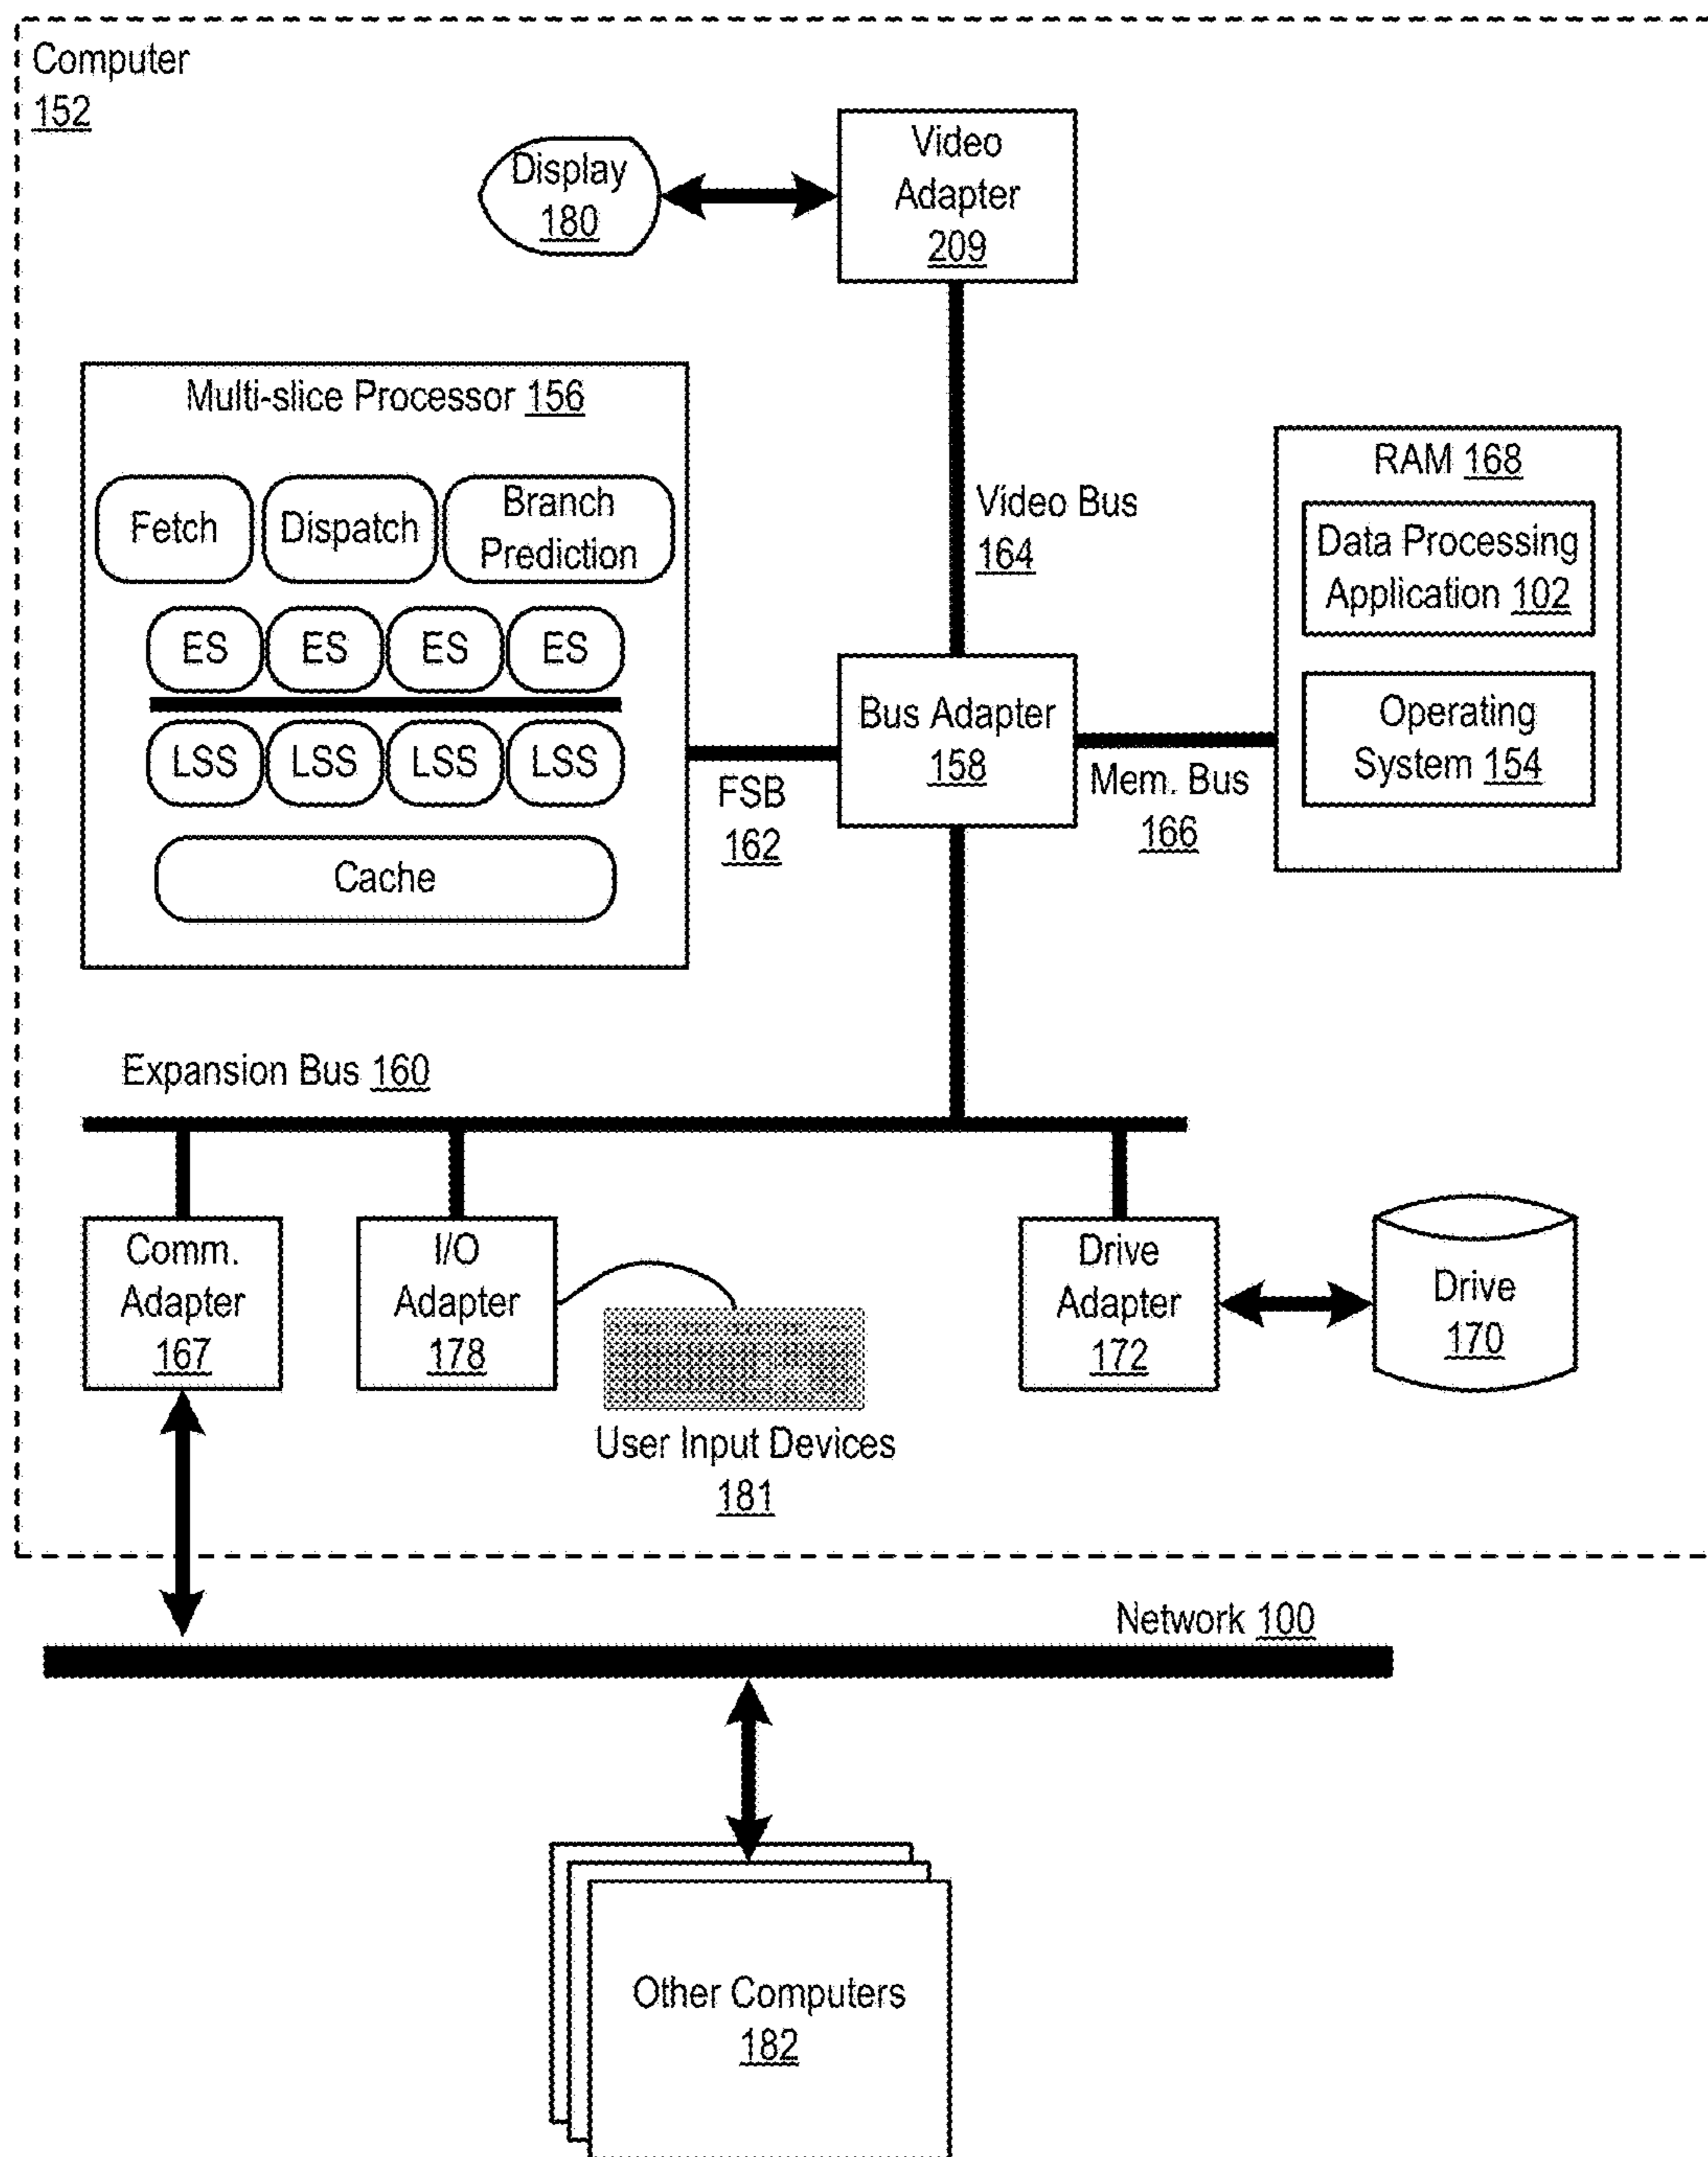 Computer
152
Display
180
Video
Adapter
209
Multi-slice Processor 156
Fetch
Dispatch
Branch
Prediction
ES
ES
ES
ES
LSS
LSS
LSS
LSS
Cache
Video Bus
164
RAM 168
Data Processing
Application 102
Operating
System 154
Bus Adapter
158
FSB
162
Mem. Bus
166
Expansion Bus 160
Comm.
Adapter
167
I/O
Adapter
178
User Input Devices
181
Drive
Adapter
172
Drive
170
Network 100
Other Computers
182